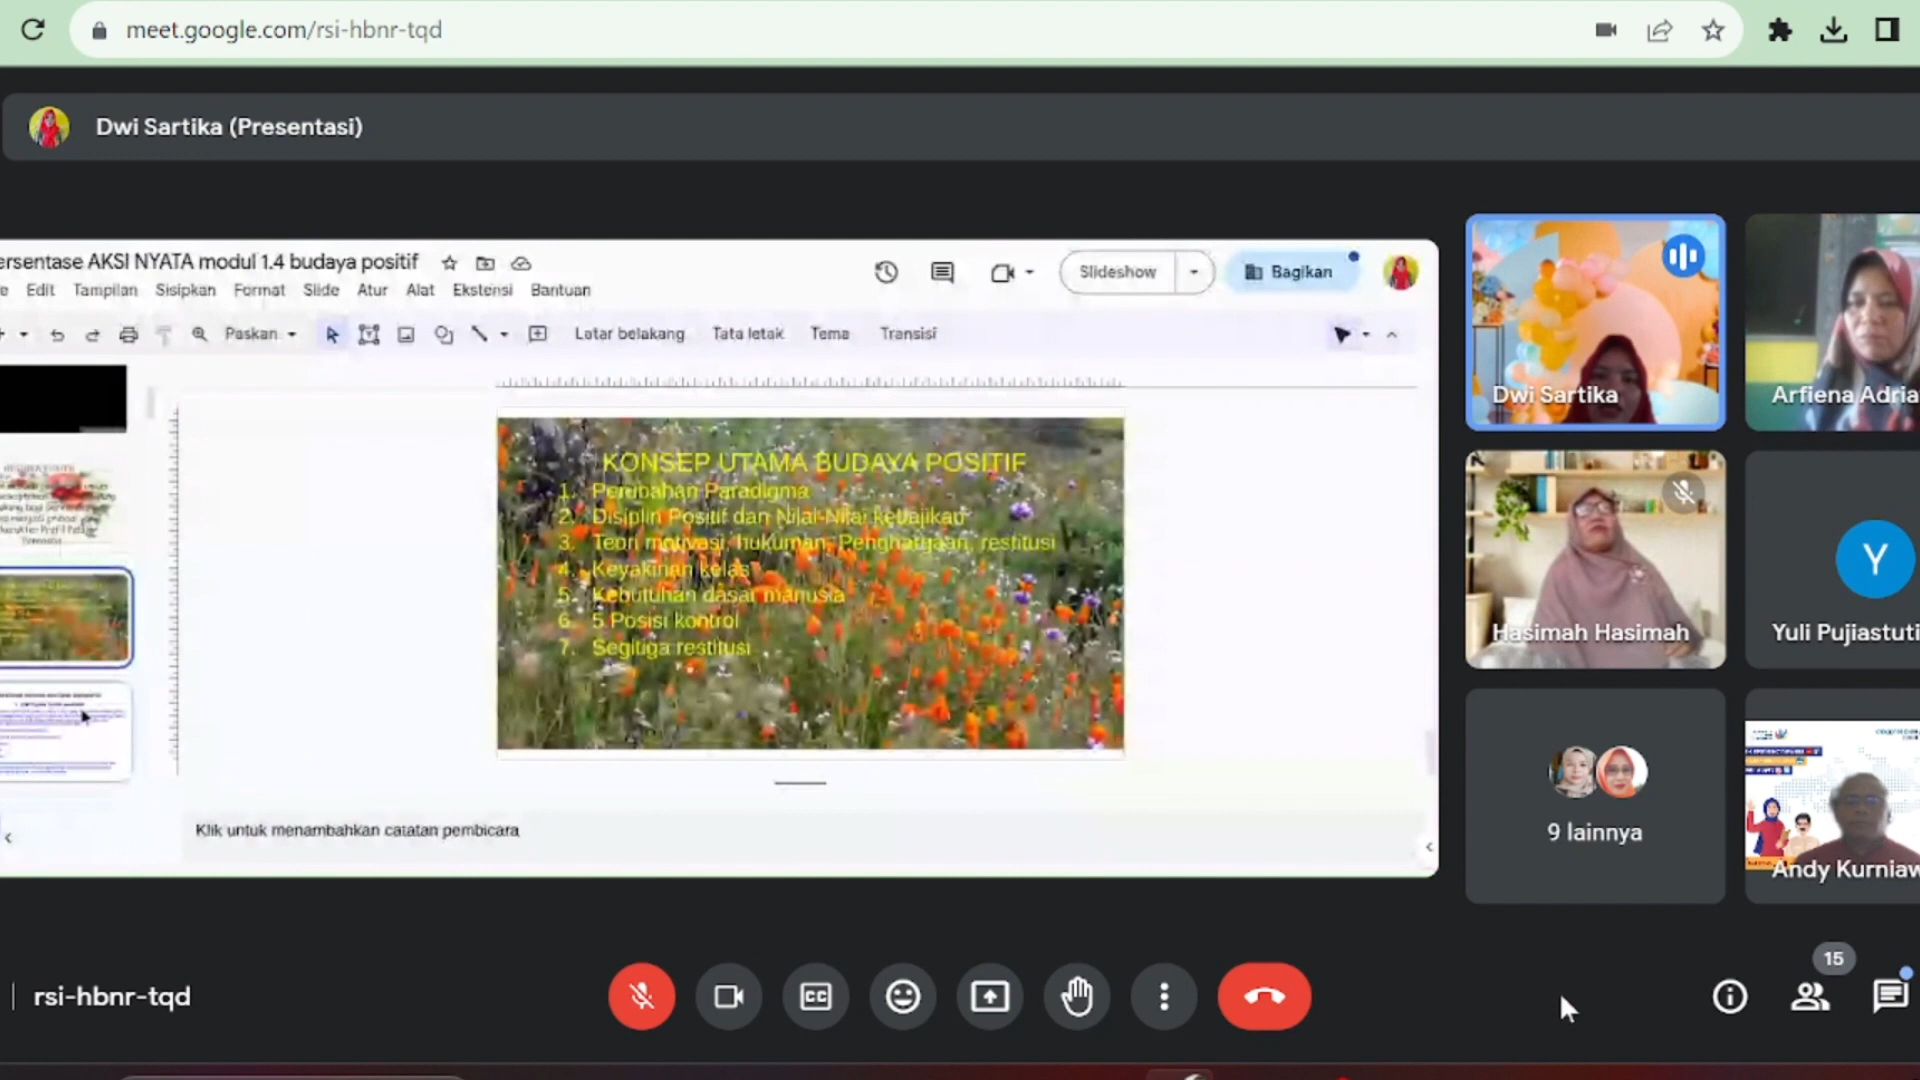 meet.google.com/rsi-hbnr-tqd
Dwi Sartika (Presentasi)
ersentase AKSI NYATA modul 1.4 budaya positif
Edit Tampilan Sisipkan Format Slide Atur Alat Ekstensi Bantuan
Slideshow
Bagikan
Paskan
Latar belakang Tata letak Tema Transisi
KONSEP UTAMA BUDAYA POSITIF
1. Perubahan Paradigma
2. Disiplin Positif dan Nilai-Nilai kebajikan
3. Teori motivasi, hukuman, Penghargaan, restitusi
4. Keyakinan kelas
5. Kebutuhan dasar manusia
6. 5 Posisi kontrol
7. Segitiga restitusi
Klik untuk menambahkan catatan pembicara
Dwi Sartika
Arfiena Adria
Hasimah Hasimah
Y
Yuli Pujiastuti
9 lainnya
Andy Kurniaw
rsi-hbnr-tqd
CC
15